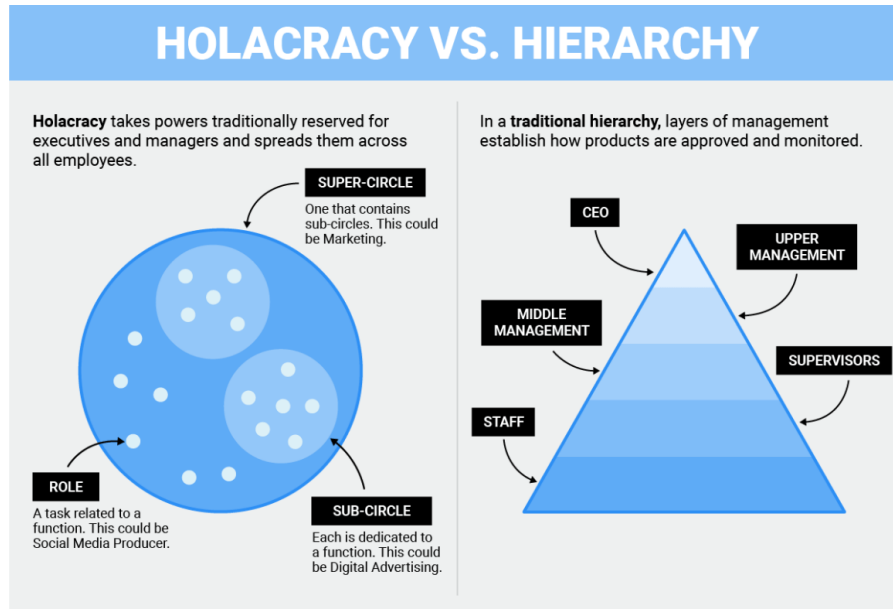 HOLACRACY VS. HIERARCHY
Holacracy takes powers traditionally reserved for
executives and managers and spreads them across
all employees.
SUPER-CIRCLE
One that contains
sub-circles. This could
be Marketing.
ROLE
A task related to a
function. This could be
Social Media Producer.
SUB-CIRCLE
Each is dedicated to
a function. This could
be Digital Advertising.
In a traditional hierarchy, layers of management
establish how products are approved and monitored.
CEO
UPPER
MANAGEMENT
MIDDLE
MANAGEMENT
SUPERVISORS
STAFF